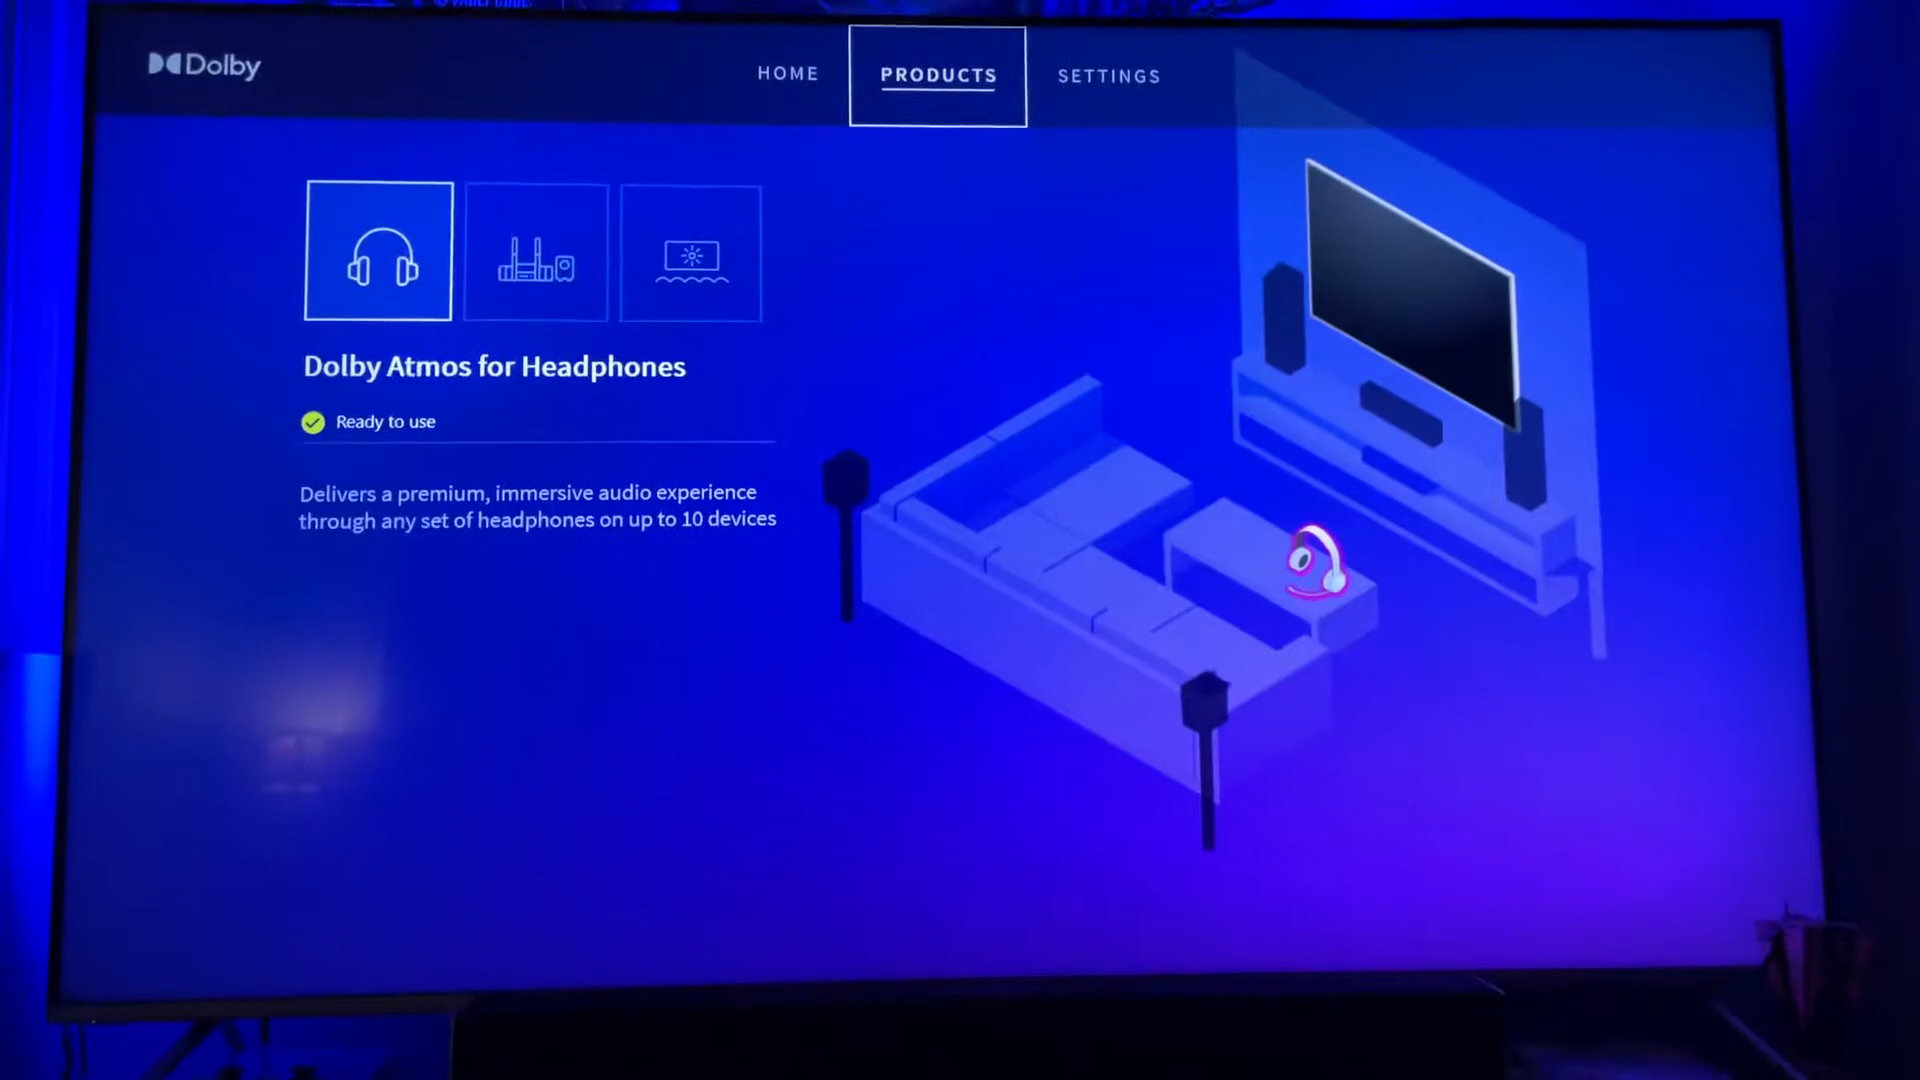 Dolby
HOME
PRODUCTS
SETTINGS
Dolby Atmos for Headphones
Ready to use
Delivers a premium, immersive audio experience
through any set of headphones on up to 10 devices